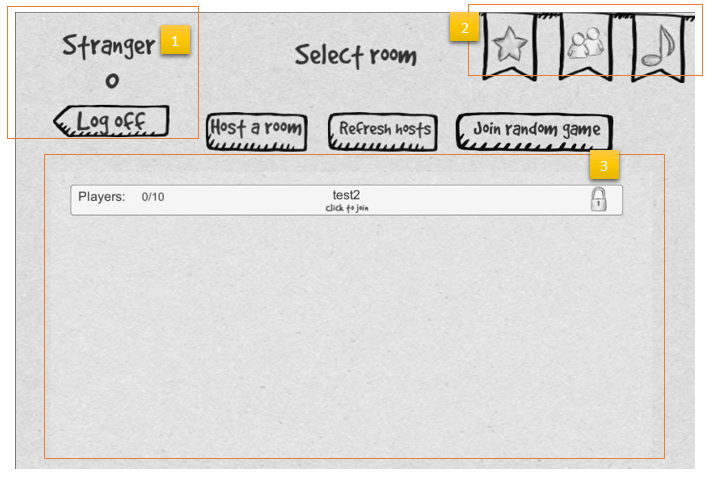 Stranger
1
0
Log off
Select room
2
Host a room
Refresh hosts
Join random game
3
Players: 0/10
test2
click to join
1